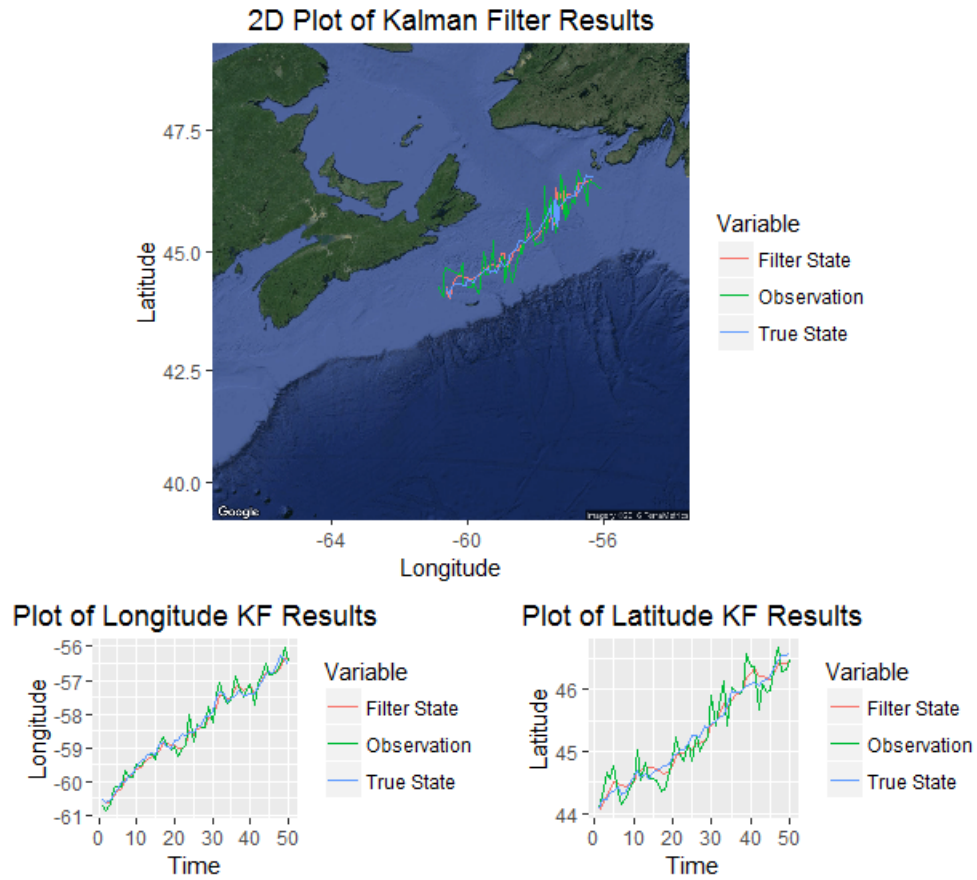 2D Plot of Kalman Filter Results
47.5
45.0
42.5
40.0
Latitude
Google
-64
-60
-56
Longitude
Variable
Filter State
Observation
True State
Plot of Longitude KF Results
-56
-57
-58
-59
-60
-61
Longitude
0
10
20
30
40
50
Time
Variable
Filter State
Observation
True State
Plot of Latitude KF Results
46
45
44
Latitude
0
10
20
30
40
50
Time
Variable
Filter State
Observation
True State